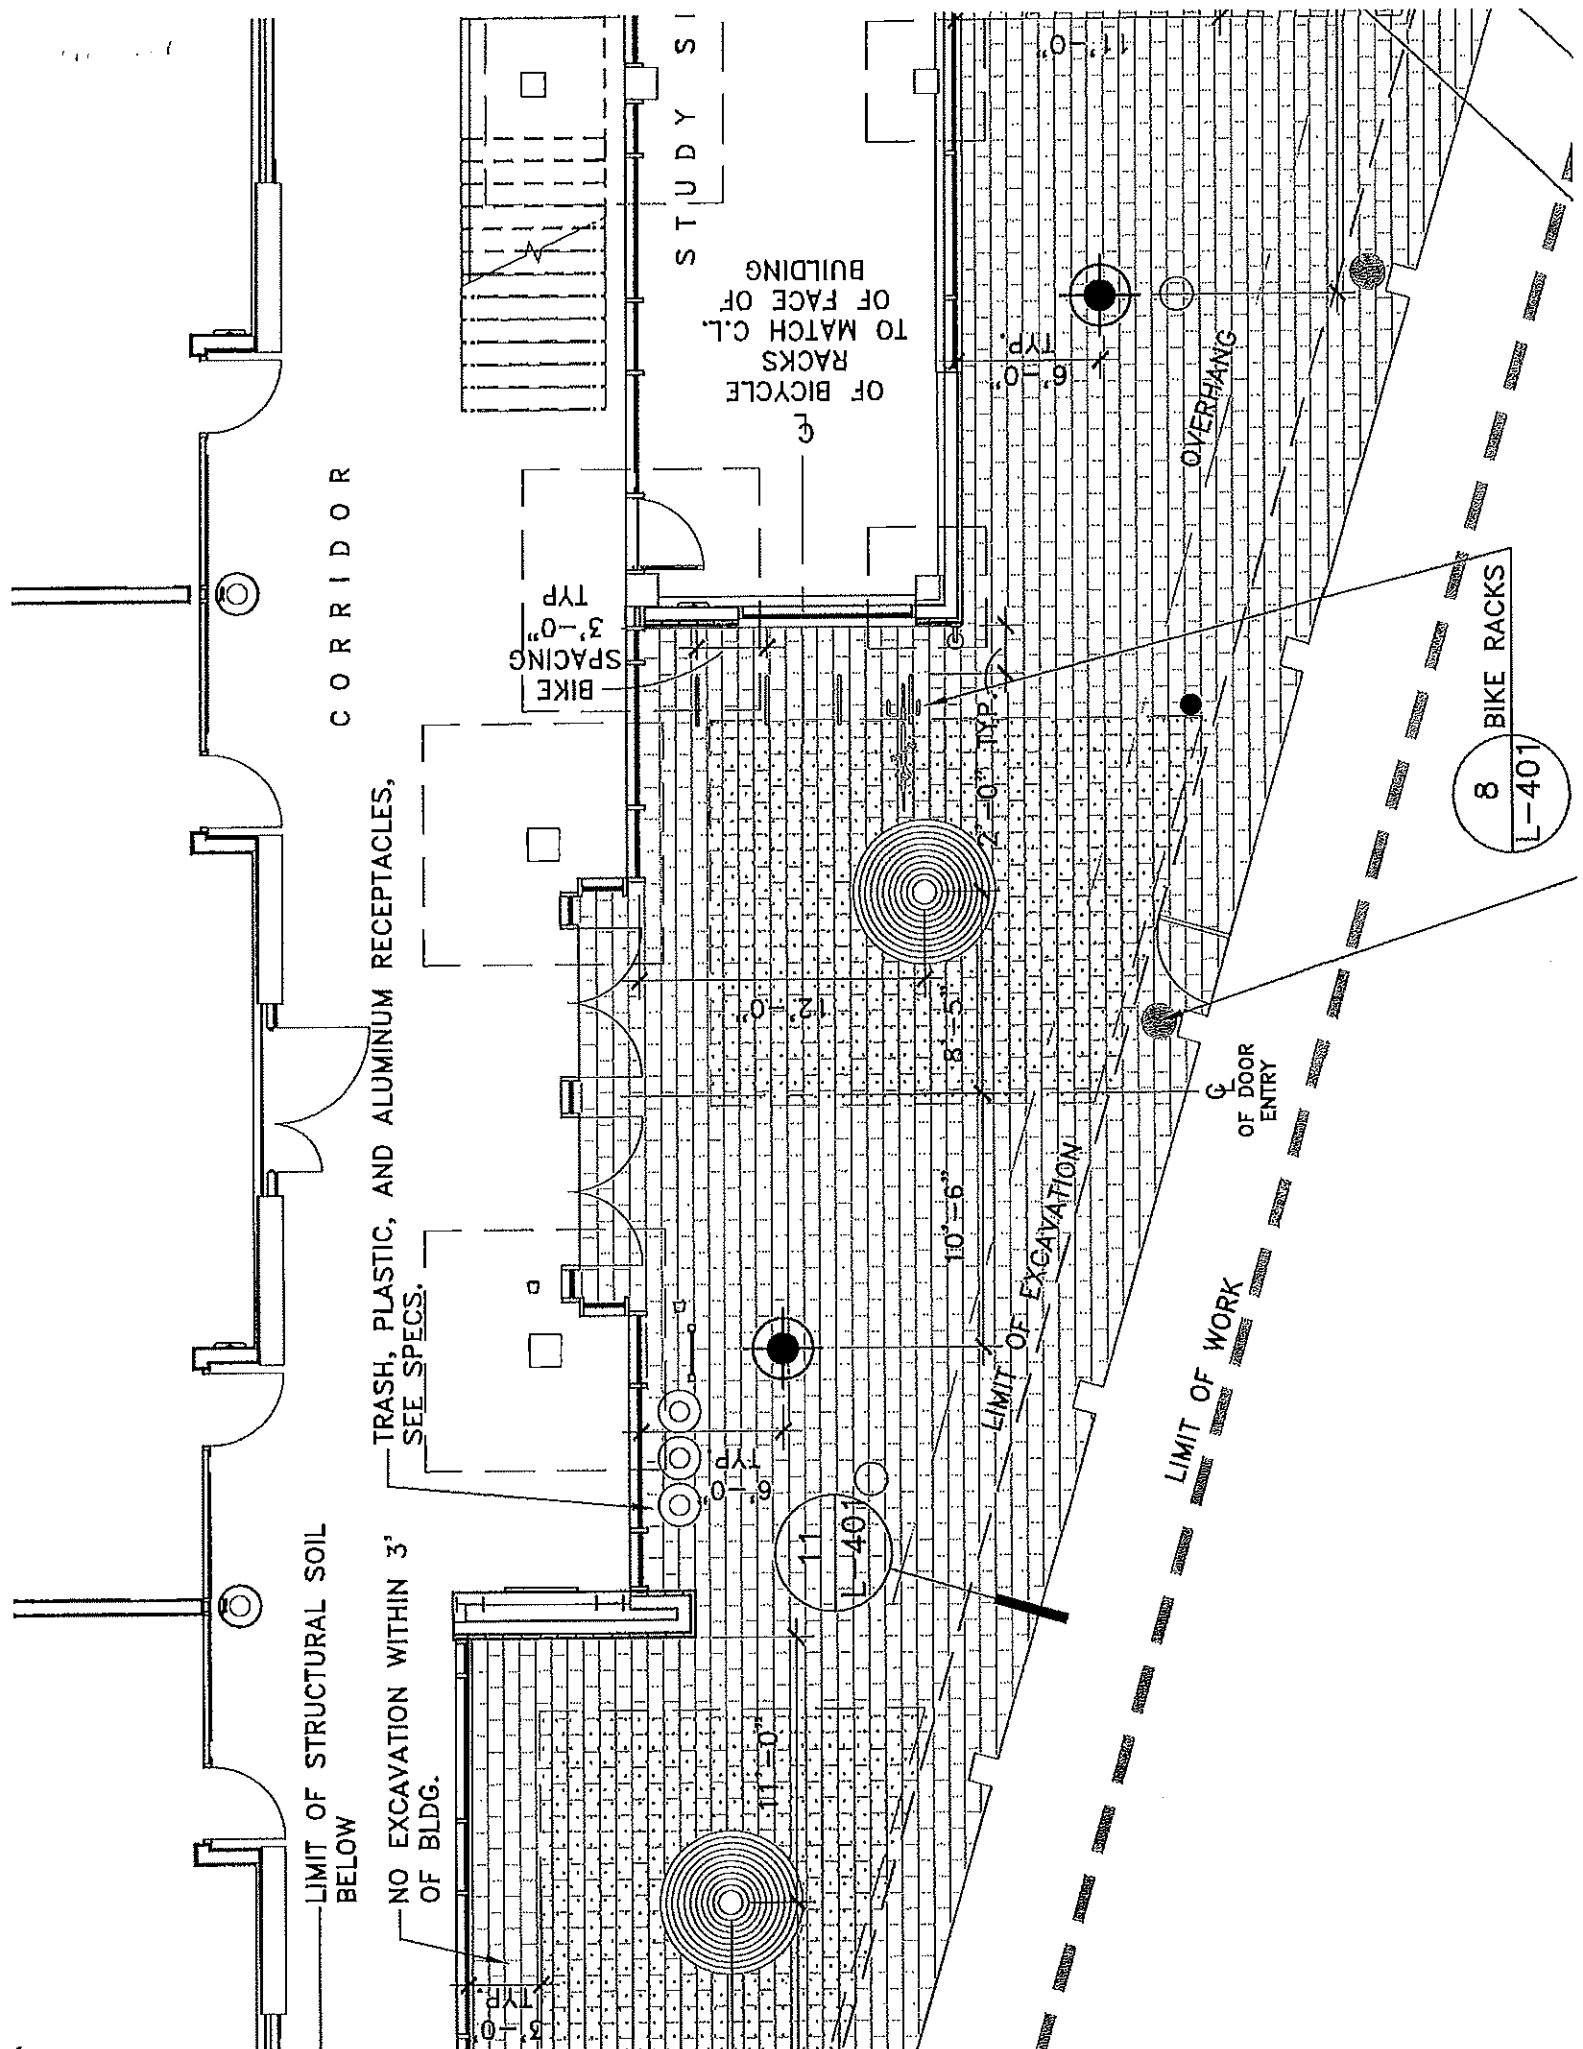 STUDY
11'-0"
℄
OF BICYCLE
RACKS
TO MATCH C.L.
OF FACE OF
BUILDING
6'-0"
TYP.
OVERHANG
CORRIDOR
BIKE
SPACING
3'-0"
TYP
2'-0" TYP.
8
L-401
BIKE RACKS
TRASH, PLASTIC, AND ALUMINUM RECEPTACLES,
SEE SPECS.
12'-0"
8'-5"
℄
OF DOOR
ENTRY
10'-6"
LIMIT OF EXCAVATION
LIMIT OF WORK
6'-0"
TYP
11
L-401
LIMIT OF STRUCTURAL SOIL
BELOW
NO EXCAVATION WITHIN 3'
OF BLDG.
11'-0"
3'-0"
TYP.